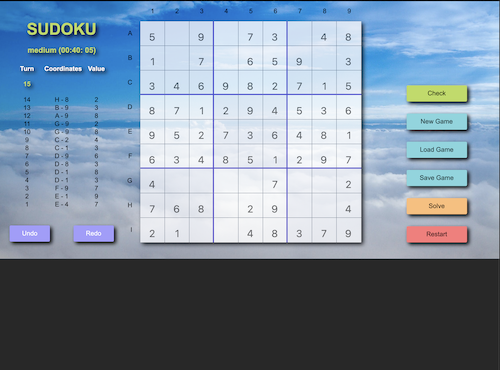 SUDOKU
medium (00:40: 05)
Turn Coordinates Value
15
14 H - 8 2
13 B - 9 3
12 A - 9 8
11 G - 9 2
10 G - 9 8
9 C - 2 4
8 C - 1 3
7 D - 9 6
6 D - 8 3
5 D - 1 8
4 D - 1 3
3 F - 9 7
2 E - 1 9
1 E - 4 7
Undo Redo
1 2 3 4 5 6 7 8 9
A 5 9 7 3 4 8
B 1 7 6 5 9 3
C 3 4 6 9 8 2 7 1 5
D 8 7 1 2 9 4 5 3 6
E 9 5 2 7 3 6 4 8 1
F 6 3 4 8 5 1 2 9 7
G 4 7 2
H 7 6 8 2 9 4
I 2 1 4 8 3 7 9
Check
New Game
Load Game
Save Game
Solve
Restart